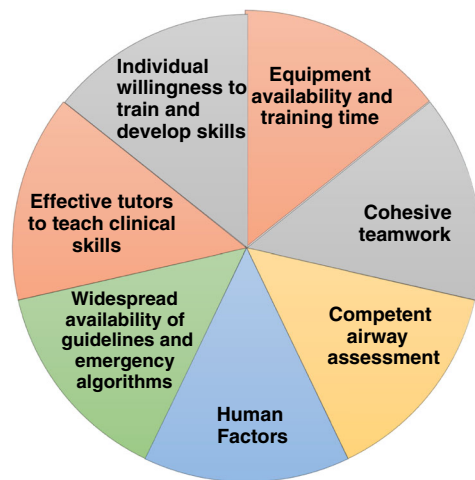 Individual
willingness to
train and
develop skills
Equipment
availability and
training time
Cohesive
teamwork
Competent
airway
assessment
Human
Factors
Widespread
availability of
guidelines and
emergency
algorithms
Effective tutors
to teach clinical
skills